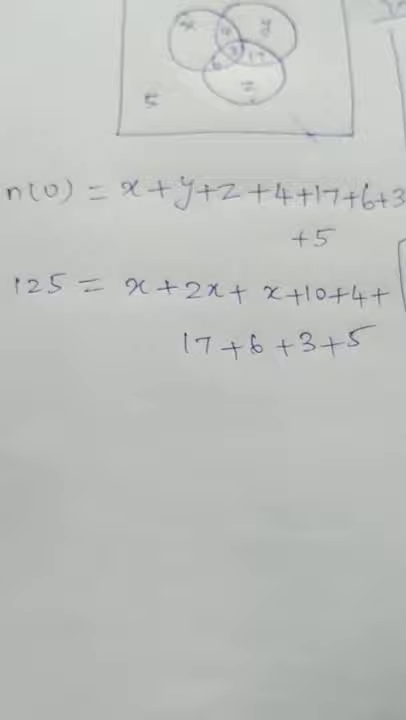 x
4
y
3
6
17
z
5
n(U) = x+y+z+4+17+6+3
+5
125 = x+2x+ x+10+4+
17+6+3+5